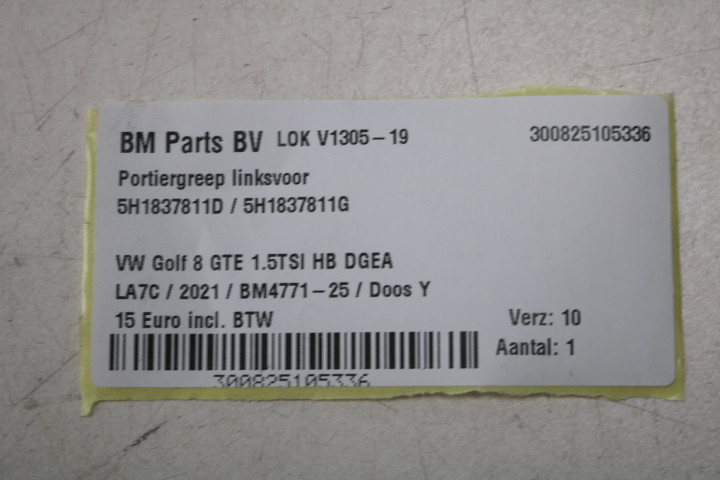 BM Parts BV LOK V1305-19 300825105336
Portiergreep linksvoor
5H1837811D / 5H1837811G
VW Golf 8 GTE 1.5TSI HB DGEA
LA7C / 2021 / BM4771-25 / Doos Y
15 Euro incl. BTW Verz: 10
Aantal: 1
300825105336